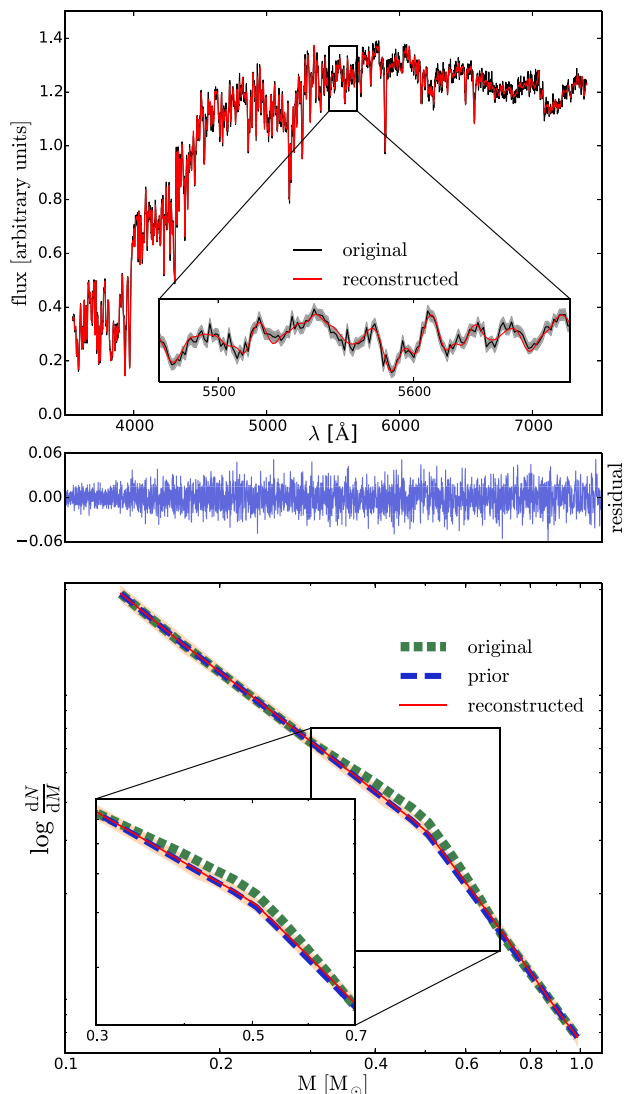 1.4
1.2
1.0
0.8
0.6
0.4
0.2
0.0
flux [arbitrary units]
original
reconstructed
5500 5600
4000 5000 6000 7000
λ [Å]
0.06
0.00
−0.06
residual
original
prior
reconstructed
log dN/dM
0.3 0.5 0.7
0.1 0.2 0.4 0.6 0.8 1.0
M [M☉]